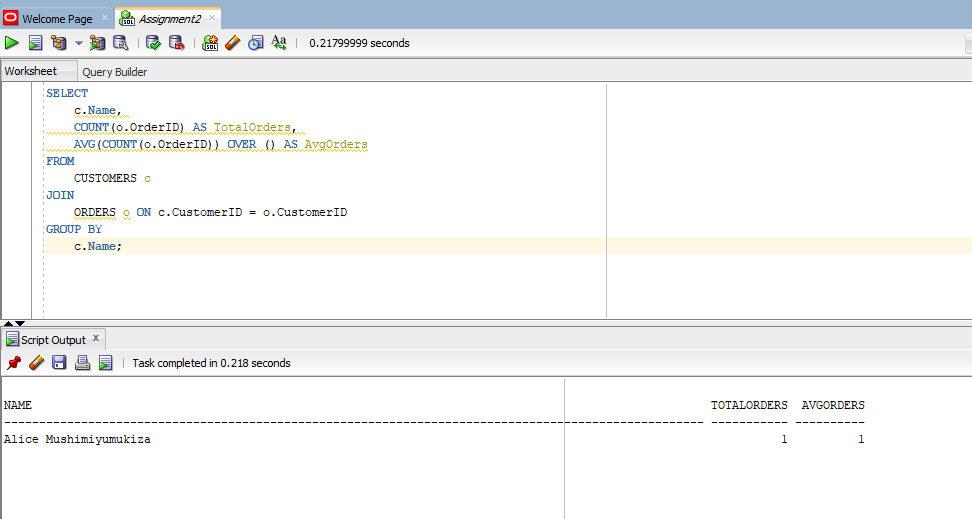 Welcome Page × Assignment2 ×
0.21799999 seconds
Worksheet Query Builder
SELECT
c.Name,
COUNT(o.OrderID) AS TotalOrders,
AVG(COUNT(o.OrderID)) OVER () AS AvgOrders
FROM
CUSTOMERS c
JOIN
ORDERS o ON c.CustomerID = o.CustomerID
GROUP BY
c.Name;
Script Output ×
Task completed in 0.218 seconds
NAME TOTALORDERS AVGORDERS
Alice Mushimiyumukiza 1 1